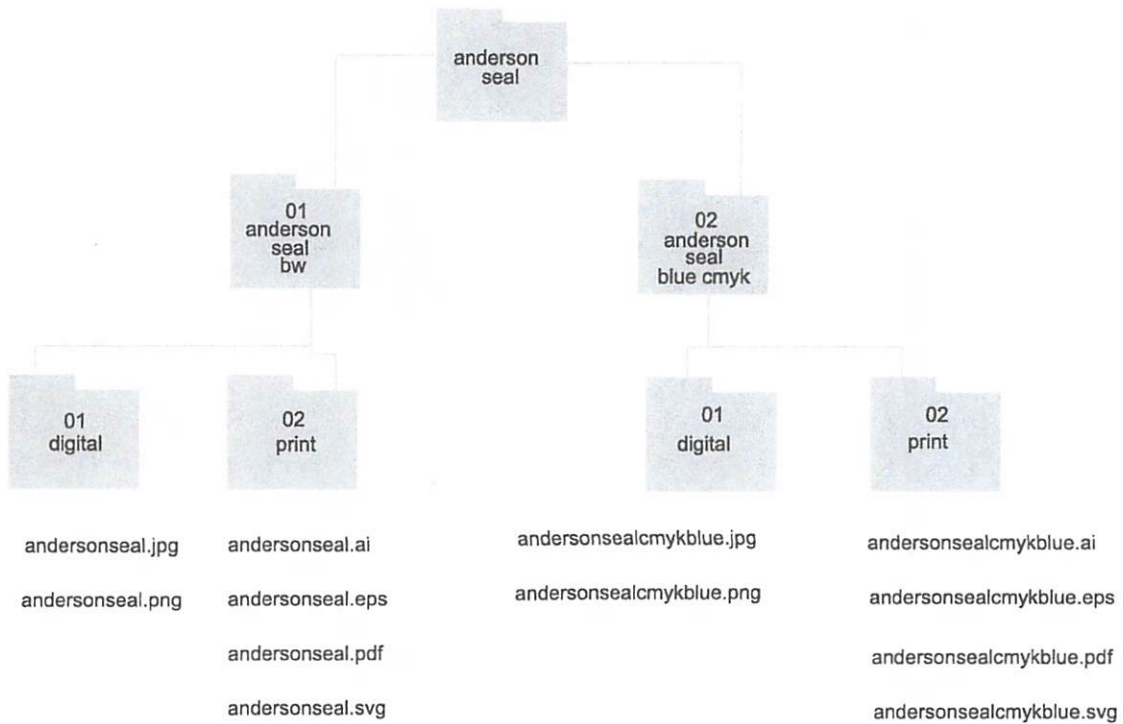 anderson
seal
01
anderson
seal
bw
02
anderson
seal
blue cmyk
01
digital
02
print
01
digital
02
print
andersonseal.jpg
andersonseal.png
andersonseal.ai
andersonseal.eps
andersonseal.pdf
andersonseal.svg
andersonsealcmykblue.jpg
andersonsealcmykblue.png
andersonsealcmykblue.ai
andersonsealcmykblue.eps
andersonsealcmykblue.pdf
andersonsealcmykblue.svg